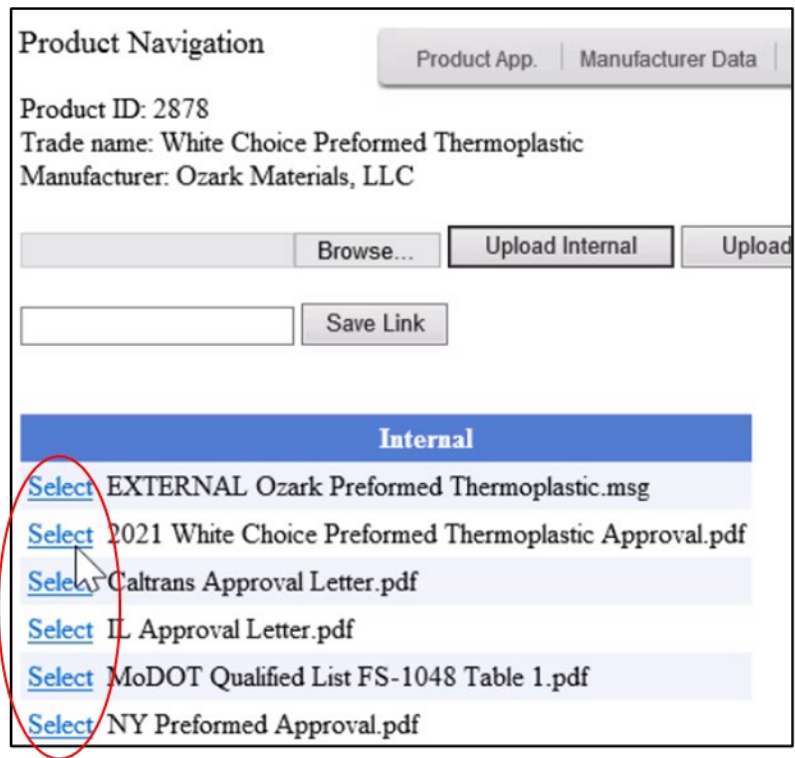 Product Navigation
Product App. Manufacturer Data
Product ID: 2878
Trade name: White Choice Preformed Thermoplastic
Manufacturer: Ozark Materials, LLC
Browse... Upload Internal Upload
Save Link
Internal
Select EXTERNAL Ozark Preformed Thermoplastic.msg
Select 2021 White Choice Preformed Thermoplastic Approval.pdf
Select Caltrans Approval Letter.pdf
Select IL Approval Letter.pdf
Select MoDOT Qualified List FS-1048 Table 1.pdf
Select NY Preformed Approval.pdf